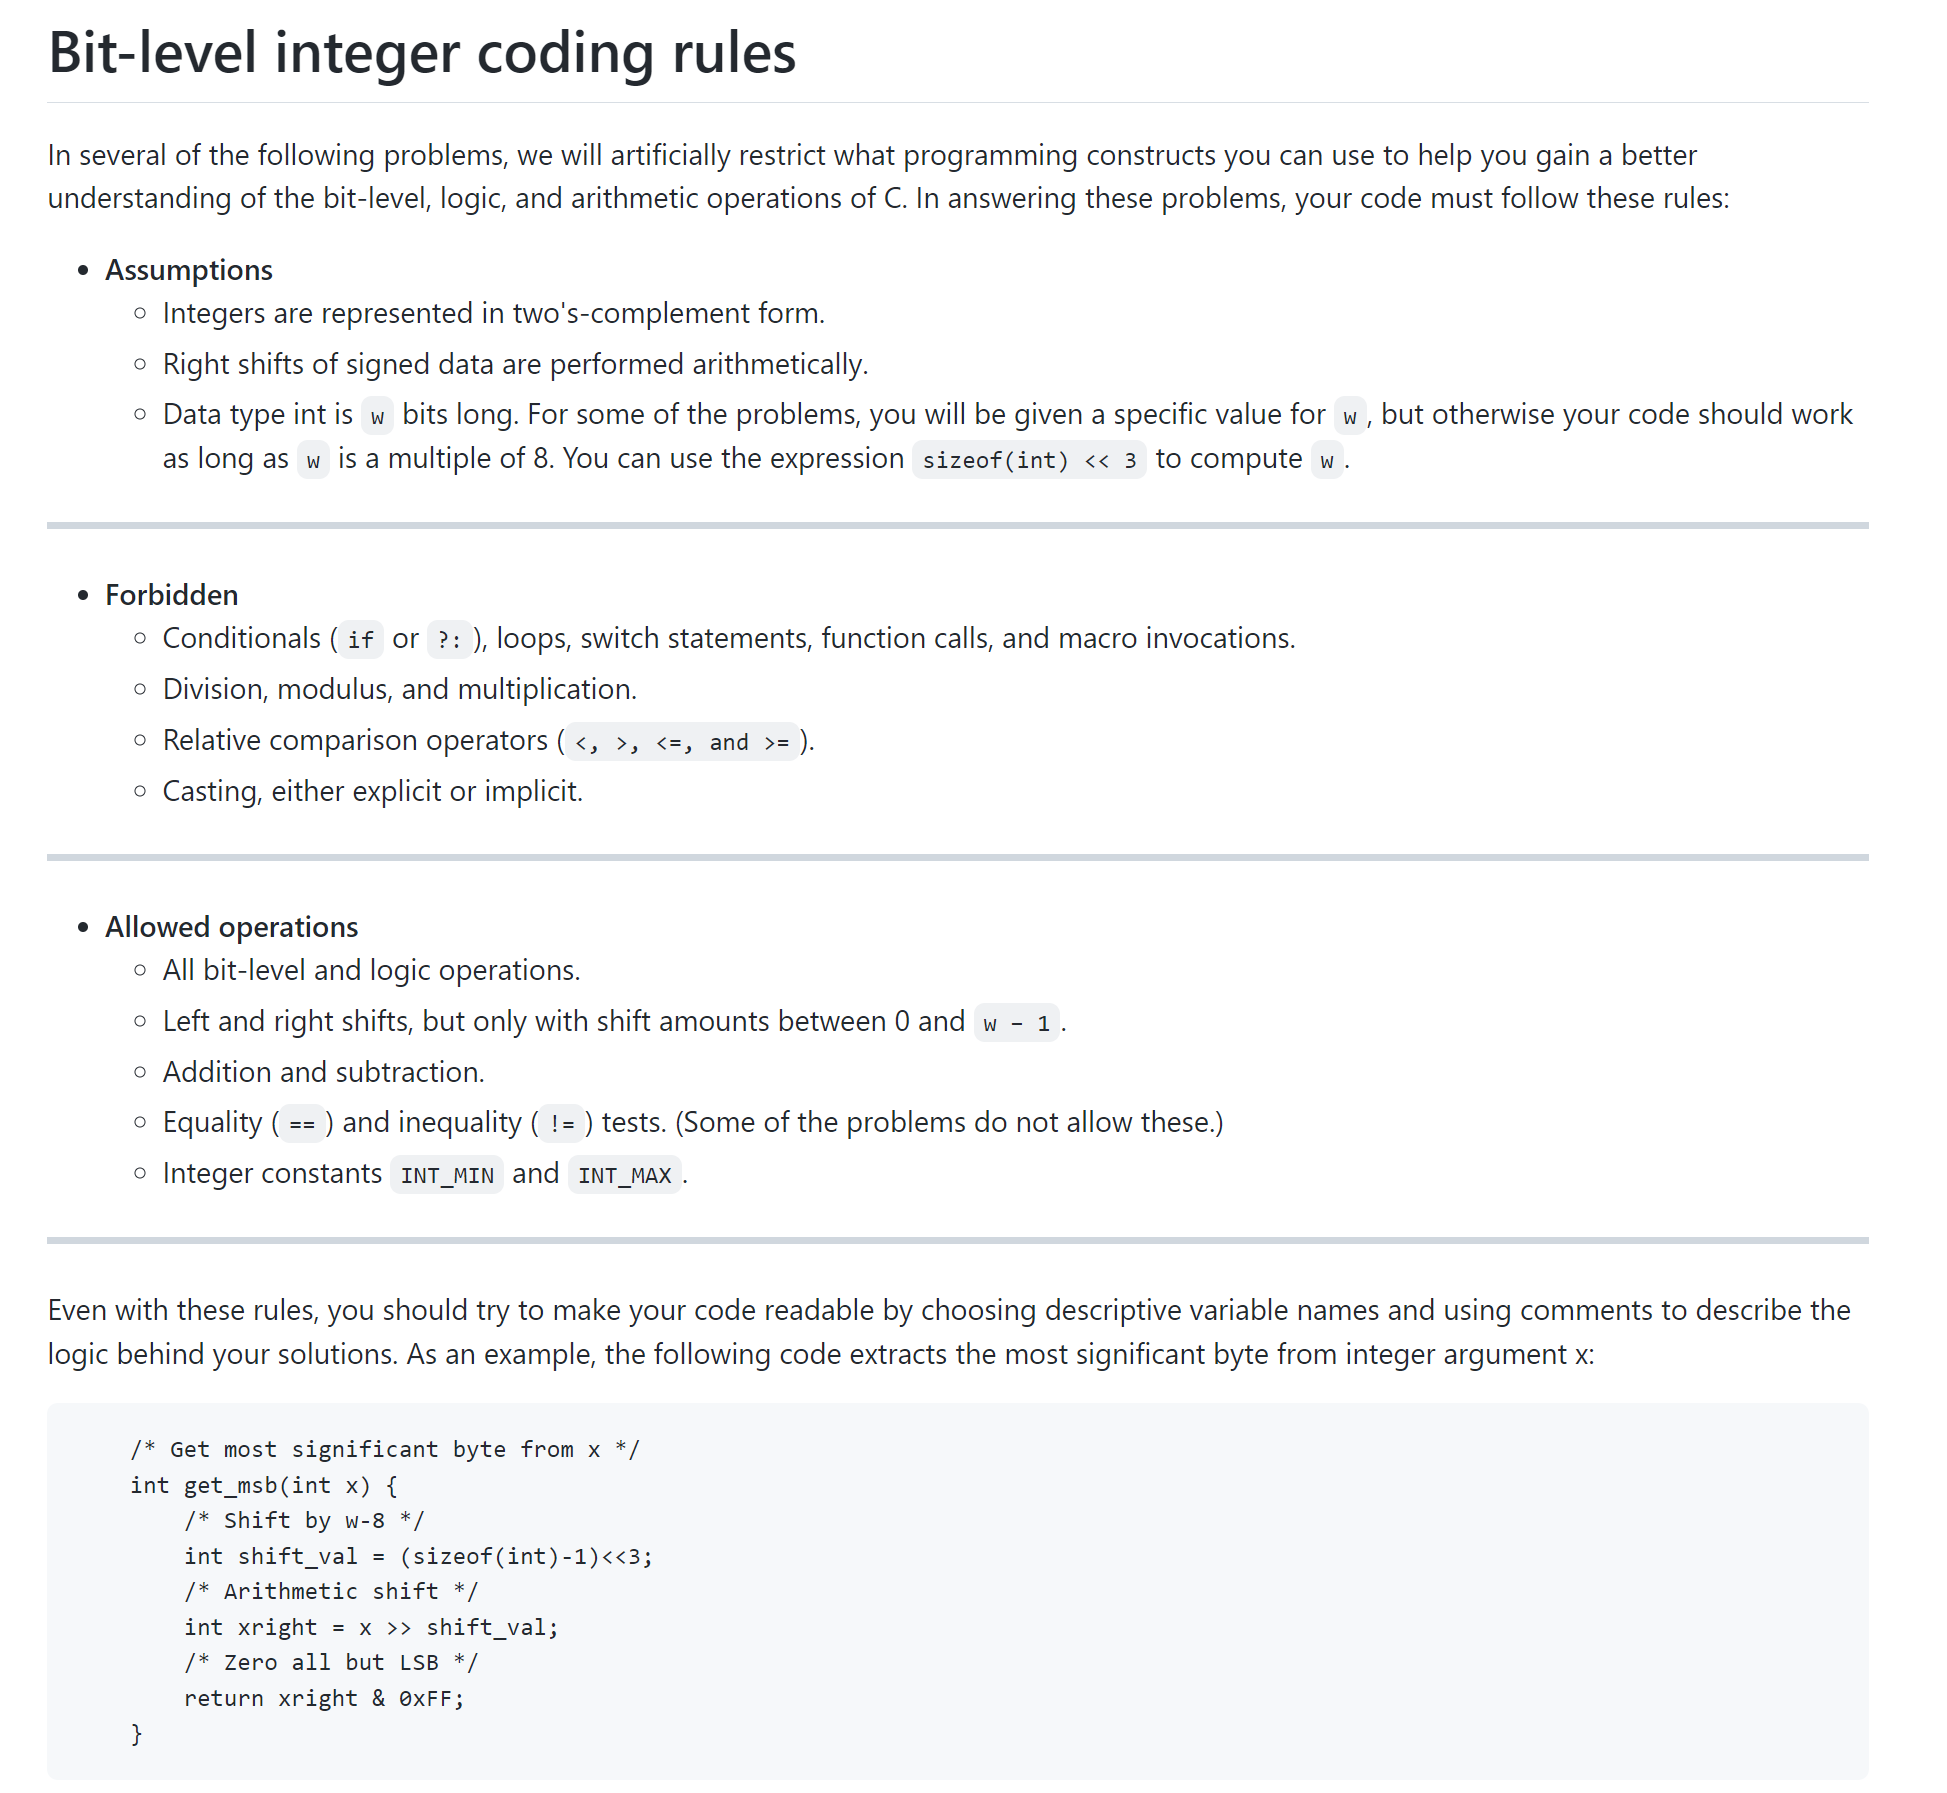 Bit-level integer coding rules
In several of the following problems, we will artificially restrict what programming constructs you can use to help you gain a better
understanding of the bit-level, logic, and arithmetic operations of C. In answering these problems, your code must follow these rules:
• Assumptions
◦ Integers are represented in two's-complement form.
◦ Right shifts of signed data are performed arithmetically.
◦ Data type int is w bits long. For some of the problems, you will be given a specific value for w, but otherwise your code should work
as long as w is a multiple of 8. You can use the expression sizeof(int) << 3 to compute w.
• Forbidden
◦ Conditionals (if or ?:), loops, switch statements, function calls, and macro invocations.
◦ Division, modulus, and multiplication.
◦ Relative comparison operators (<, >, <=, and >=).
◦ Casting, either explicit or implicit.
• Allowed operations
◦ All bit-level and logic operations.
◦ Left and right shifts, but only with shift amounts between 0 and w - 1.
◦ Addition and subtraction.
◦ Equality (==) and inequality (!=) tests. (Some of the problems do not allow these.)
◦ Integer constants INT_MIN and INT_MAX.
Even with these rules, you should try to make your code readable by choosing descriptive variable names and using comments to describe the
logic behind your solutions. As an example, the following code extracts the most significant byte from integer argument x:
/* Get most significant byte from x */
int get_msb(int x) {
    /* Shift by w-8 */
    int shift_val = (sizeof(int)-1)<<3;
    /* Arithmetic shift */
    int xright = x >> shift_val;
    /* Zero all but LSB */
    return xright & 0xFF;
}